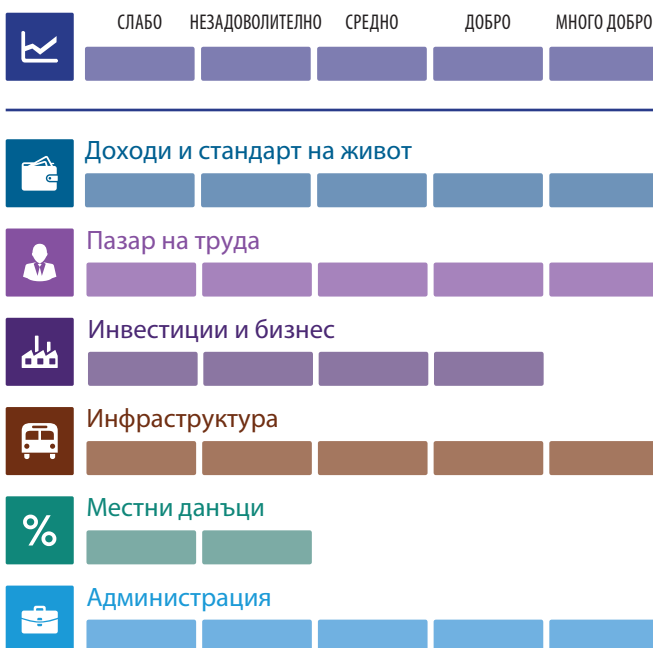 СЛАБО НЕЗАДОВОЛИТЕЛНО СРЕДНО ДОБРО МНОГО ДОБРО
Доходи и стандарт на живот
Пазар на труда
Инвестиции и бизнес
Инфраструктура
Местни данъци
%
Администрация